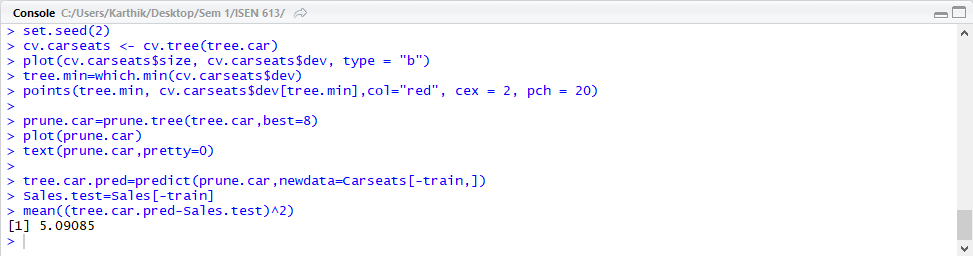 Console C:/Users/Karthik/Desktop/Sem 1/ISEN 613/
> set.seed(2)
> cv.carseats <- cv.tree(tree.car)
> plot(cv.carseats$size, cv.carseats$dev, type = "b")
> tree.min=which.min(cv.carseats$dev)
> points(tree.min, cv.carseats$dev[tree.min],col="red", cex = 2, pch = 20)
>
> prune.car=prune.tree(tree.car,best=8)
> plot(prune.car)
> text(prune.car,pretty=0)
>
> tree.car.pred=predict(prune.car,newdata=Carseats[-train,])
> Sales.test=Sales[-train]
> mean((tree.car.pred-Sales.test)^2)
[1] 5.09085
>